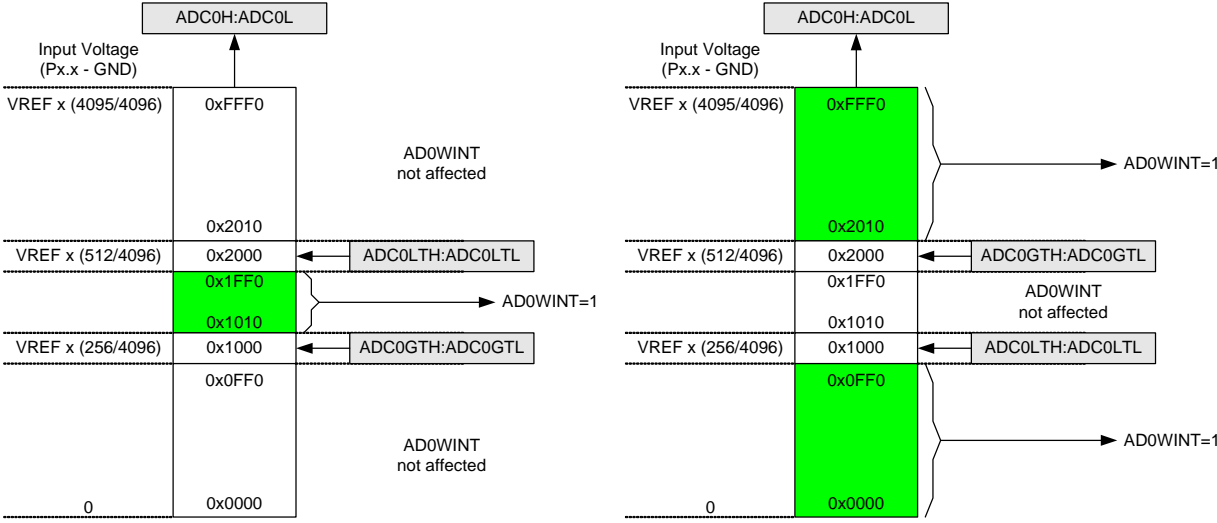 ADC0H:ADC0L
Input Voltage
(Px.x - GND)
VREF x (4095/4096)
0xFFF0
AD0WINT
not affected
0x2010
VREF x (512/4096)
0x2000
ADC0LTH:ADC0LTL
0x1FF0
AD0WINT=1
0x1010
VREF x (256/4096)
0x1000
ADC0GTH:ADC0GTL
0x0FF0
AD0WINT
not affected
0
0x0000
ADC0H:ADC0L
Input Voltage
(Px.x - GND)
VREF x (4095/4096)
0xFFF0
AD0WINT=1
0x2010
VREF x (512/4096)
0x2000
ADC0GTH:ADC0GTL
0x1FF0
AD0WINT
not affected
0x1010
VREF x (256/4096)
0x1000
ADC0LTH:ADC0LTL
0x0FF0
AD0WINT=1
0
0x0000